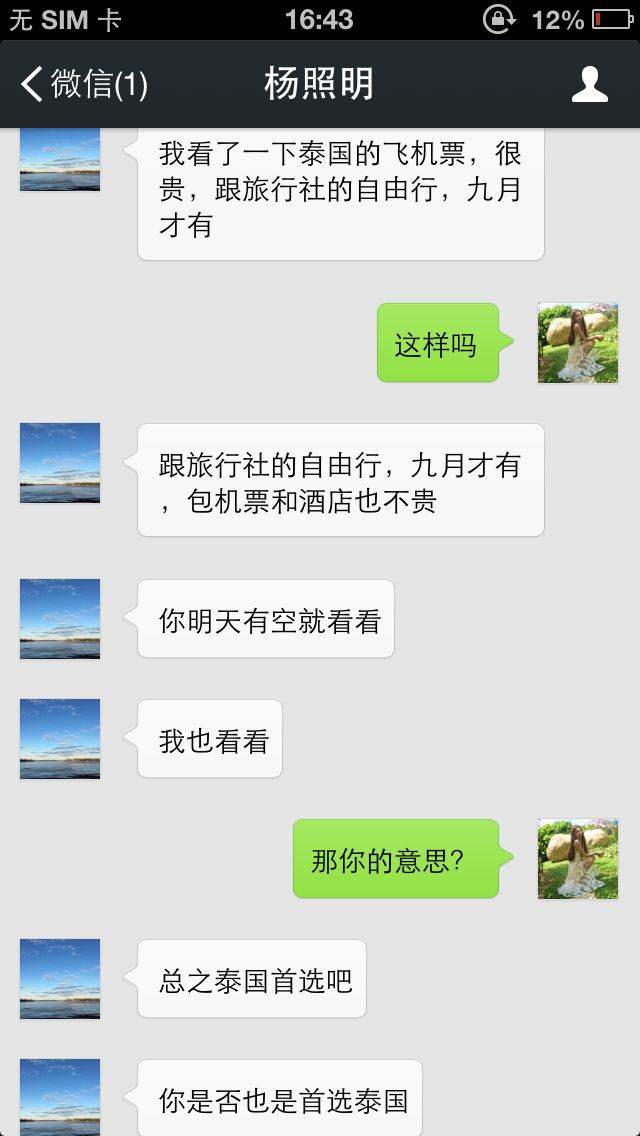 无 SIM 卡 16:43 12%
微信(1) 杨照明
我看了一下泰国的飞机票，很
贵，跟旅行社的自由行，九月
才有
这样吗
跟旅行社的自由行，九月才有
，包机票和酒店也不贵
你明天有空就看看
我也看看
那你的意思？
总之泰国首选吧
你是否也是首选泰国